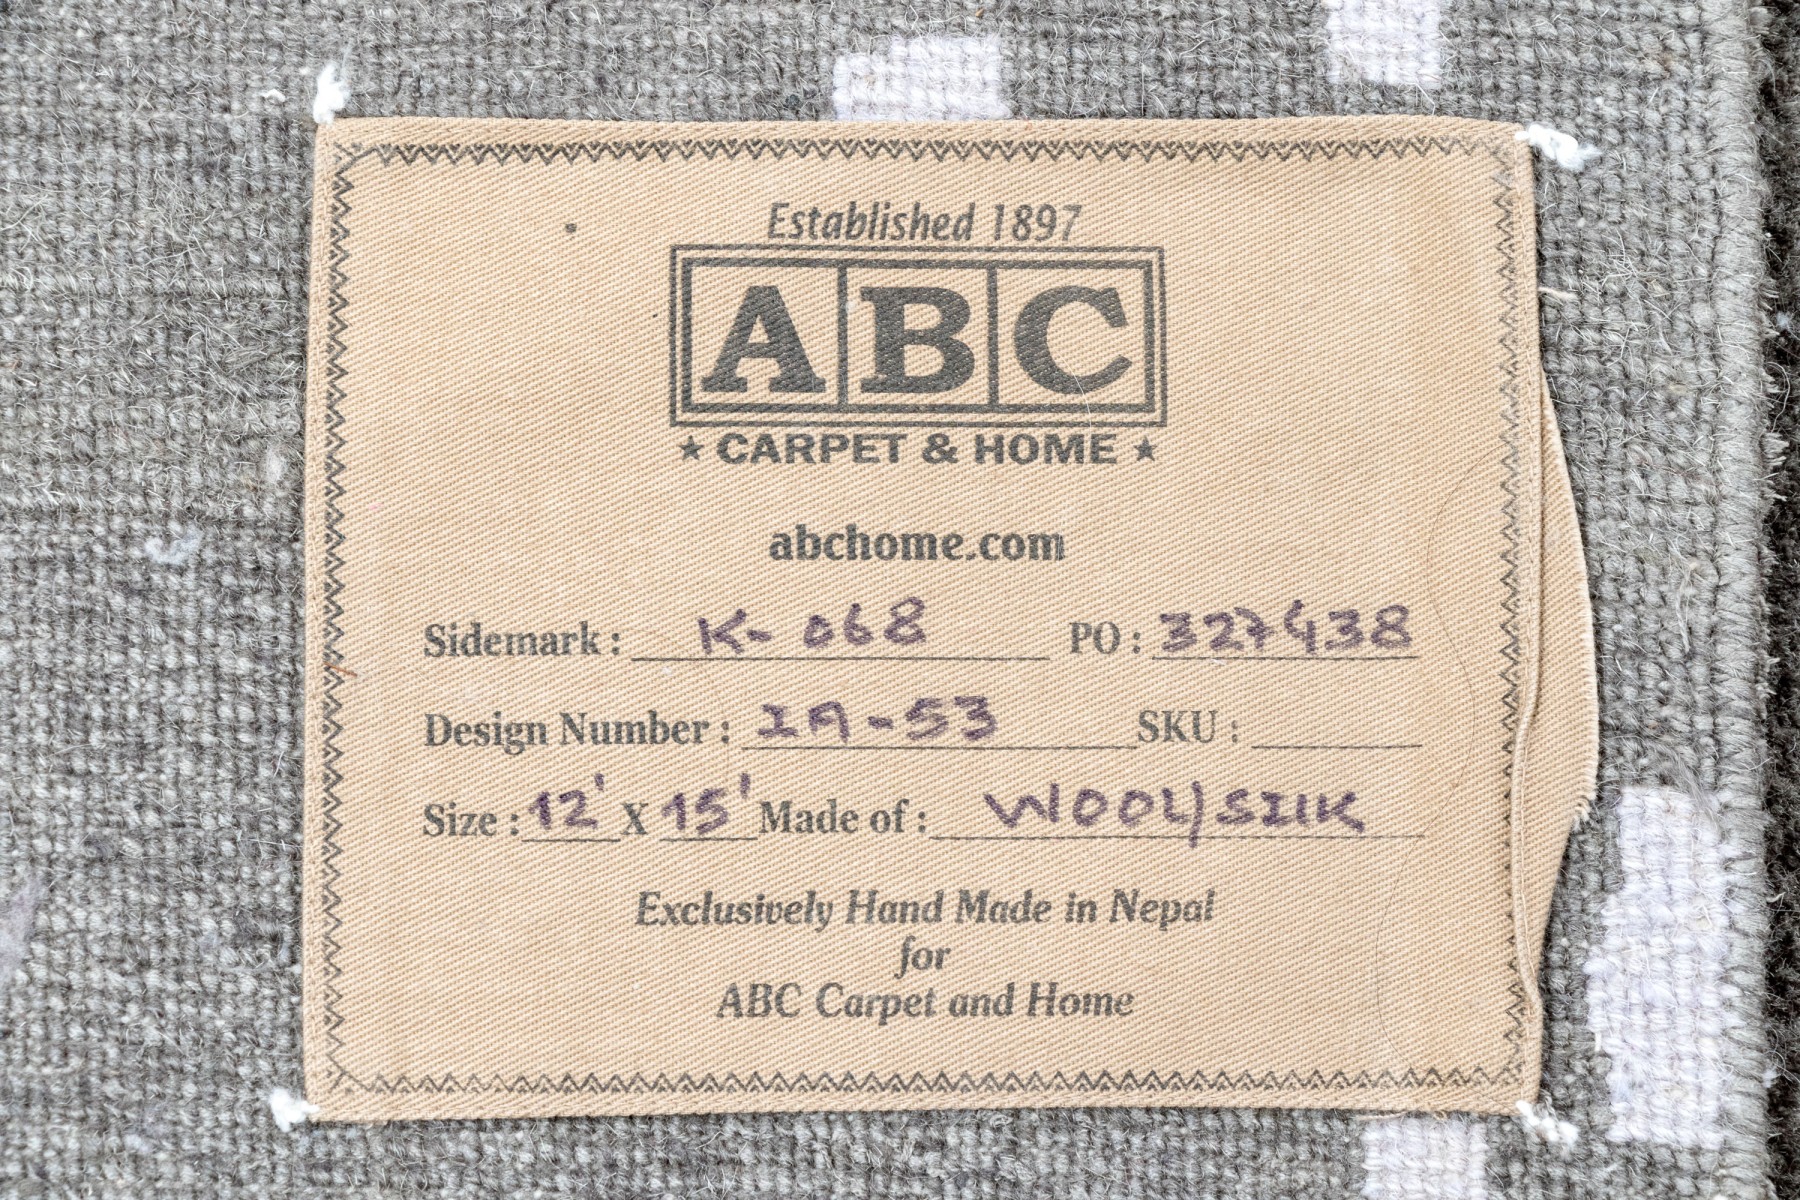 Established 1897
ABC
★ CARPET & HOME ★
abchome.com
Sidemark : K- 068 PO : 327438
Design Number : IA-53 SKU :
Size : 12' X 15' Made of : WOOL/SILK
Exclusively Hand Made in Nepal
for
ABC Carpet and Home